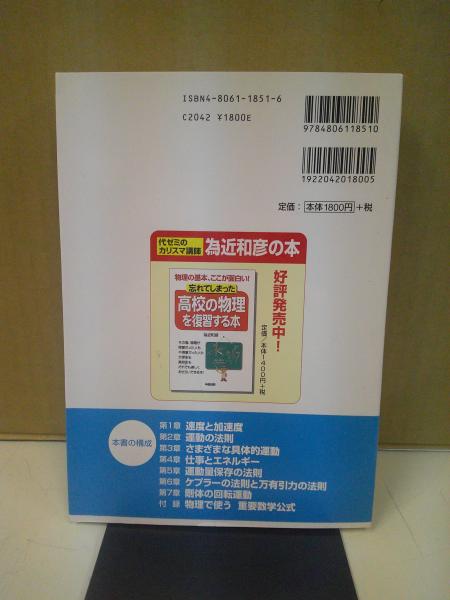 ISBN4-8061-1851-6
C2042 ¥1800E
9784806118510
1922042018005
定価：本体1800円＋税
代ゼミの
カリスマ講師
為近和彦の本
物理の基本、ここが面白い！
忘れてしまった
高校の物理
を復習する本
為近和彦
好評発売中！
定価／本体1400円＋税
本書の構成
第1章 速度と加速度
第2章 運動の法則
第3章 さまざまな具体的運動
第4章 仕事とエネルギー
第5章 運動量保存の法則
第6章 ケプラーの法則と万有引力の法則
第7章 剛体の回転運動
付 録 物理で使う 重要数学公式